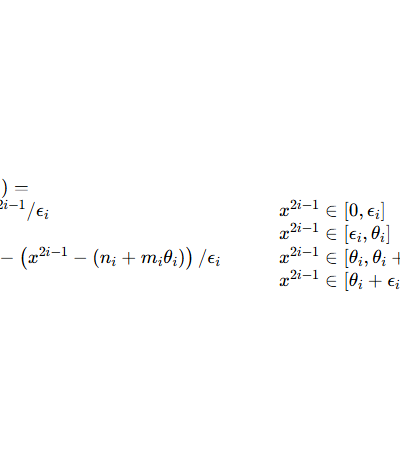 ) =
2i−1/ϵᵢ x²ⁱ⁻¹ ∈ [0, ϵᵢ]
x²ⁱ⁻¹ ∈ [ϵᵢ, θᵢ]
− (x²ⁱ⁻¹ − (nᵢ + mᵢθᵢ)) /ϵᵢ x²ⁱ⁻¹ ∈ [θᵢ, θᵢ +
x²ⁱ⁻¹ ∈ [θᵢ + ϵᵢ